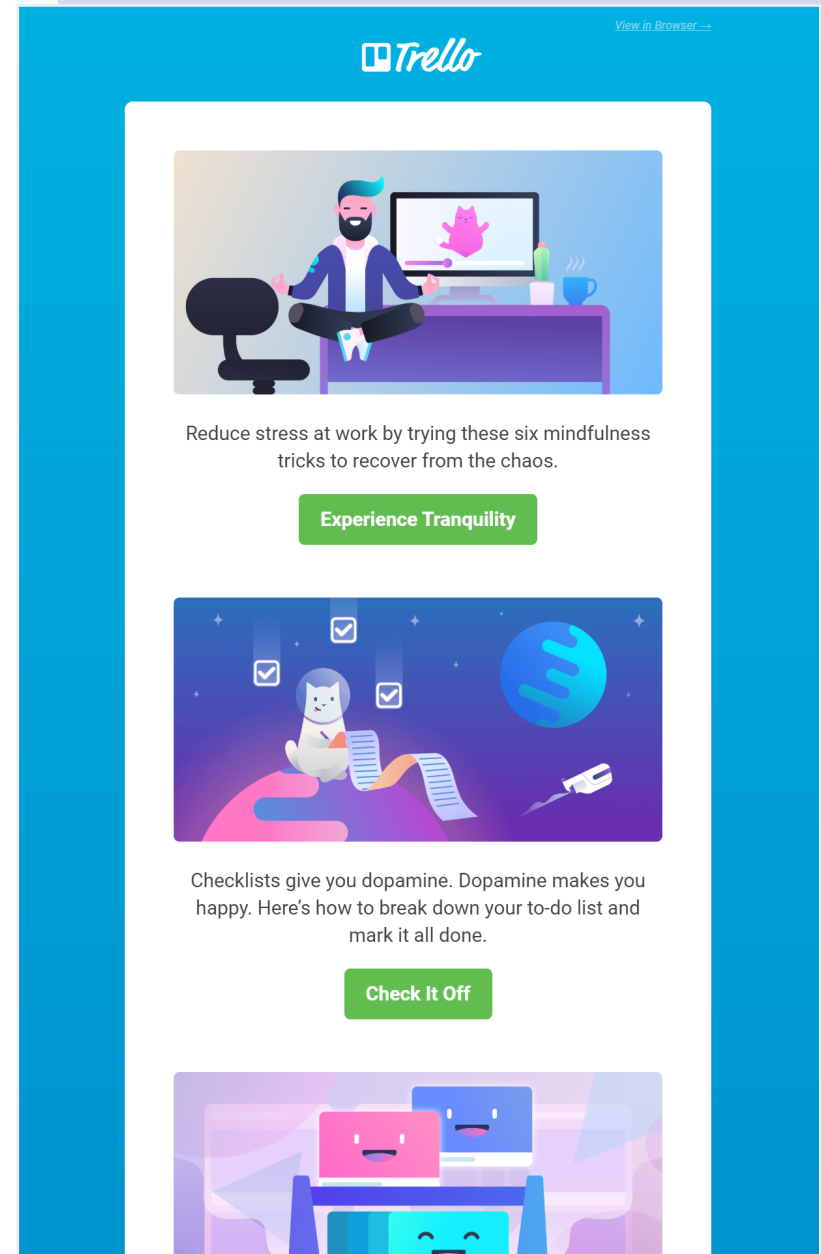 View in Browser →
Trello
Reduce stress at work by trying these six mindfulness
tricks to recover from the chaos.
Experience Tranquility
Checklists give you dopamine. Dopamine makes you
happy. Here’s how to break down your to-do list and
mark it all done.
Check It Off